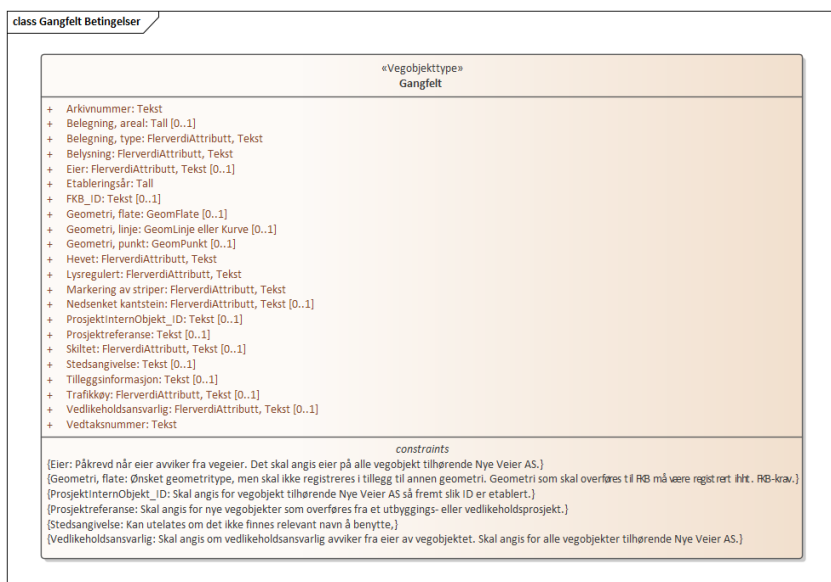 class Gangfelt Betingelser
«Vegobjekttype»
Gangfelt
+ Arkivnummer: Tekst
+ Belegning, areal: Tall [0..1]
+ Belegning, type: FlerverdiAttributt, Tekst
+ Belysning: FlerverdiAttributt, Tekst
+ Eier: FlerverdiAttributt, Tekst [0..1]
+ Etableringsår: Tall
+ FKB_ID: Tekst [0..1]
+ Geometri, flate: GeomFlate [0..1]
+ Geometri, linje: GeomLinje eller Kurve [0..1]
+ Geometri, punkt: GeomPunkt [0..1]
+ Hevet: FlerverdiAttributt, Tekst
+ Lysregulert: FlerverdiAttributt, Tekst
+ Markering av striper: FlerverdiAttributt, Tekst
+ Nedsenket kantstein: FlerverdiAttributt, Tekst [0..1]
+ ProsjektInternObjekt_ID: Tekst [0..1]
+ Prosjektreferanse: Tekst [0..1]
+ Skiltet: FlerverdiAttributt, Tekst [0..1]
+ Stedsangivelse: Tekst [0..1]
+ Tilleggsinformasjon: Tekst [0..1]
+ Trafikkøy: FlerverdiAttributt, Tekst [0..1]
+ Vedlikeholdsansvarlig: FlerverdiAttributt, Tekst [0..1]
+ Vedtaksnummer: Tekst
constraints
{Eier: Påkrevd når eier avviker fra vegeier. Det skal angis eier på alle vegobjekt tilhørende Nye Veier AS.}
{Geometri, flate: Ønsket geometritype, men skal ikke registreres i tillegg til annen geometri. Geometri som skal overføres til FKB må være registrert ihht. FKB-krav.}
{ProsjektInternObjekt_ID: Skal angis for vegobjekt tilhørende Nye Veier AS så fremt slik ID er etablert.}
{Prosjektreferanse: Skal angis for nye vegobjekter som overføres fra et utbyggings- eller vedlikeholdsprosjekt.}
{Stedsangivelse: Kan utelates om det ikke finnes relevant navn å benytte,}
{Vedlikeholdsansvarlig: Skal angis om vedlikeholdsansvarlig avviker fra eier av vegobjektet. Skal angis for alle vegobjekter tilhørende Nye Veier AS.}